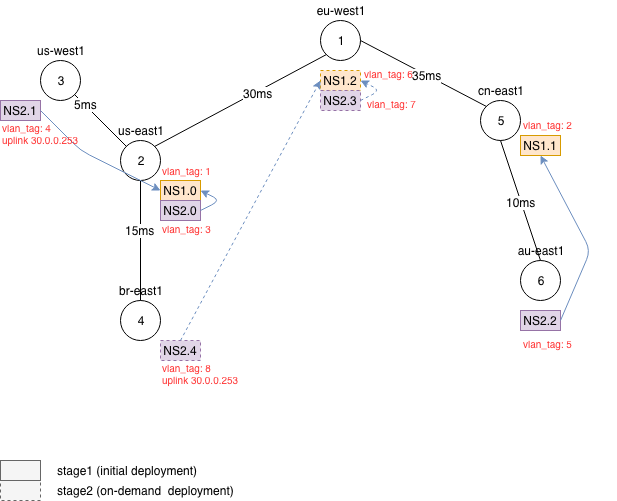 eu-west1
1
us-west1
3
NS1.2
vlan_tag: 6
35ms
NS2.3
vlan_tag: 7
cn-east1
30ms
5ms
NS2.1
vlan_tag: 4
uplink 30.0.0.253
us-east1
2
5
vlan_tag: 2
NS1.1
vlan_tag: 1
NS1.0
NS2.0
vlan_tag: 3
10ms
15ms
au-east1
6
br-east1
4
NS2.2
vlan_tag: 5
NS2.4
vlan_tag: 8
uplink 30.0.0.253
stage1 (initial deployment)
stage2 (on-demand deployment)